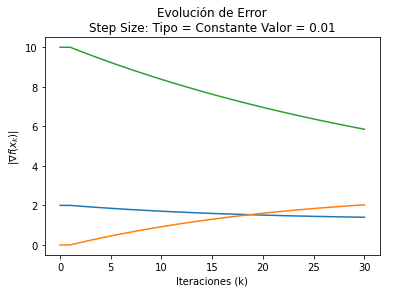 Evolución de Error
Step Size: Tipo = Constante Valor = 0.01
10
8
6
4
2
0
|∇f(x_k)|
0 5 10 15 20 25 30
Iteraciones (k)